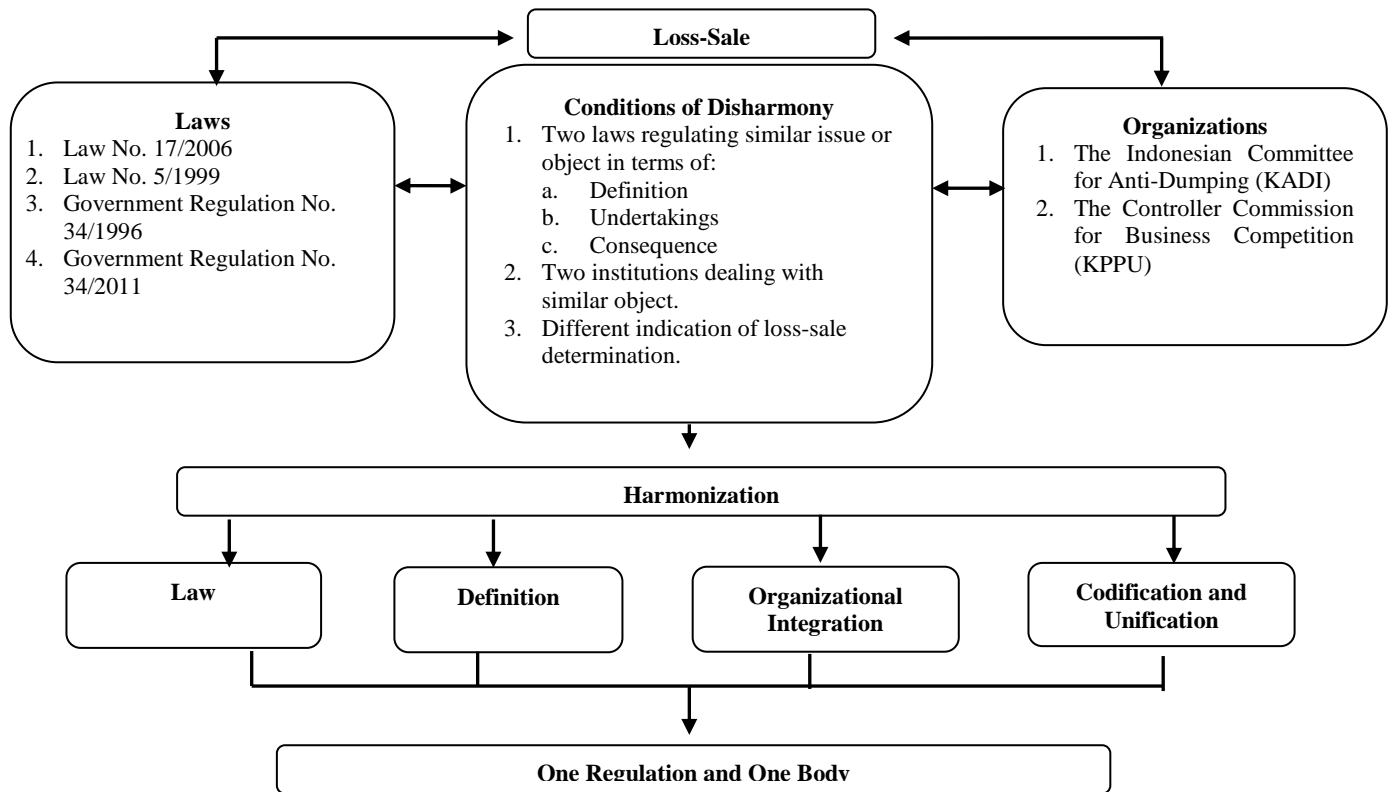 Loss-Sale
Laws
1. Law No. 17/2006
2. Law No. 5/1999
3. Government Regulation No.
34/1996
4. Government Regulation No.
34/2011
Conditions of Disharmony
1. Two laws regulating similar issue or
object in terms of:
a. Definition
b. Undertakings
c. Consequence
2. Two institutions dealing with
similar object.
3. Different indication of loss-sale
determination.
Organizations
1. The Indonesian Committee
for Anti-Dumping (KADI)
2. The Controller Commission
for Business Competition
(KPPU)
Harmonization
Law
Definition
Organizational
Integration
Codification and
Unification
One Regulation and One Body